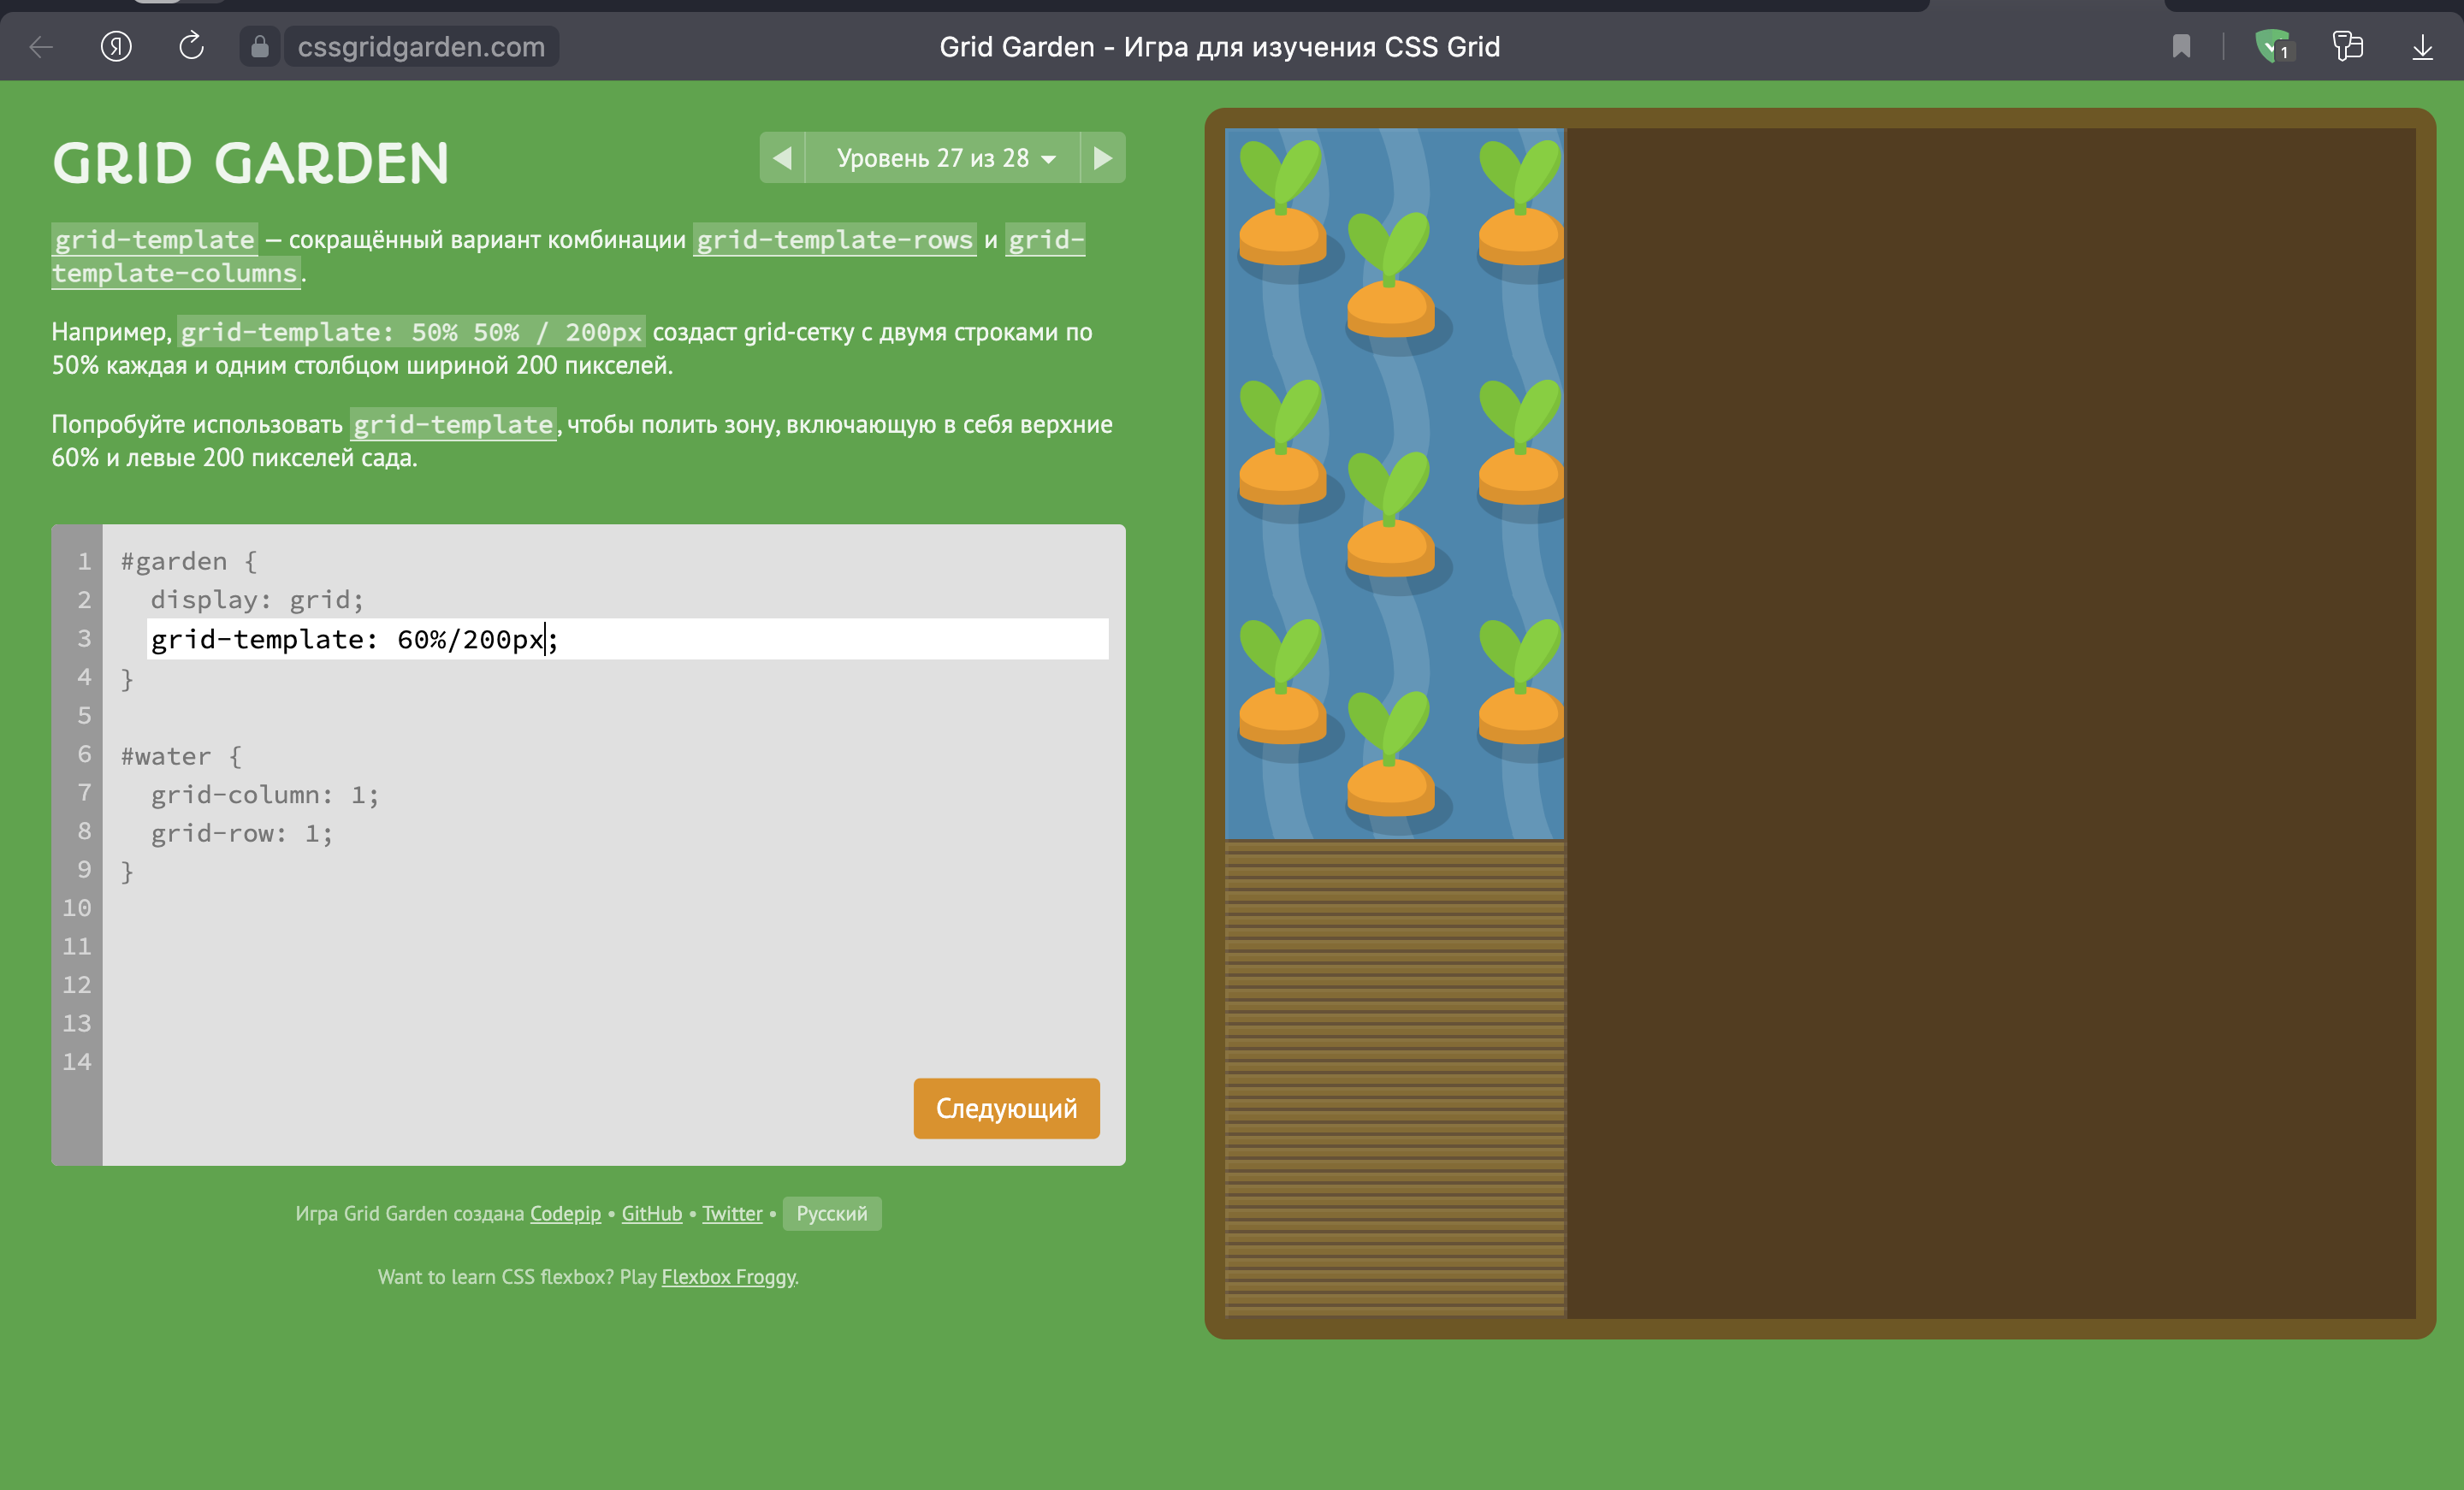 Я
cssgridgarden.com
Grid Garden - Игра для изучения CSS Grid
1
GRID GARDEN
Уровень 27 из 28
grid-template — сокращённый вариант комбинации grid-template-rows и grid-
template-columns.
Например, grid-template: 50% 50% / 200px создаст grid-сетку с двумя строками по
50% каждая и одним столбцом шириной 200 пикселей.
Попробуйте использовать grid-template, чтобы полить зону, включающую в себя верхние
60% и левые 200 пикселей сада.
1 #garden {
2 display: grid;
3 grid-template: 60%/200px;
4 }
5
6 #water {
7 grid-column: 1;
8 grid-row: 1;
9 }
10
11
12
13
14
Следующий
Игра Grid Garden создана Codepip • GitHub • Twitter • Русский
Want to learn CSS flexbox? Play Flexbox Froggy.